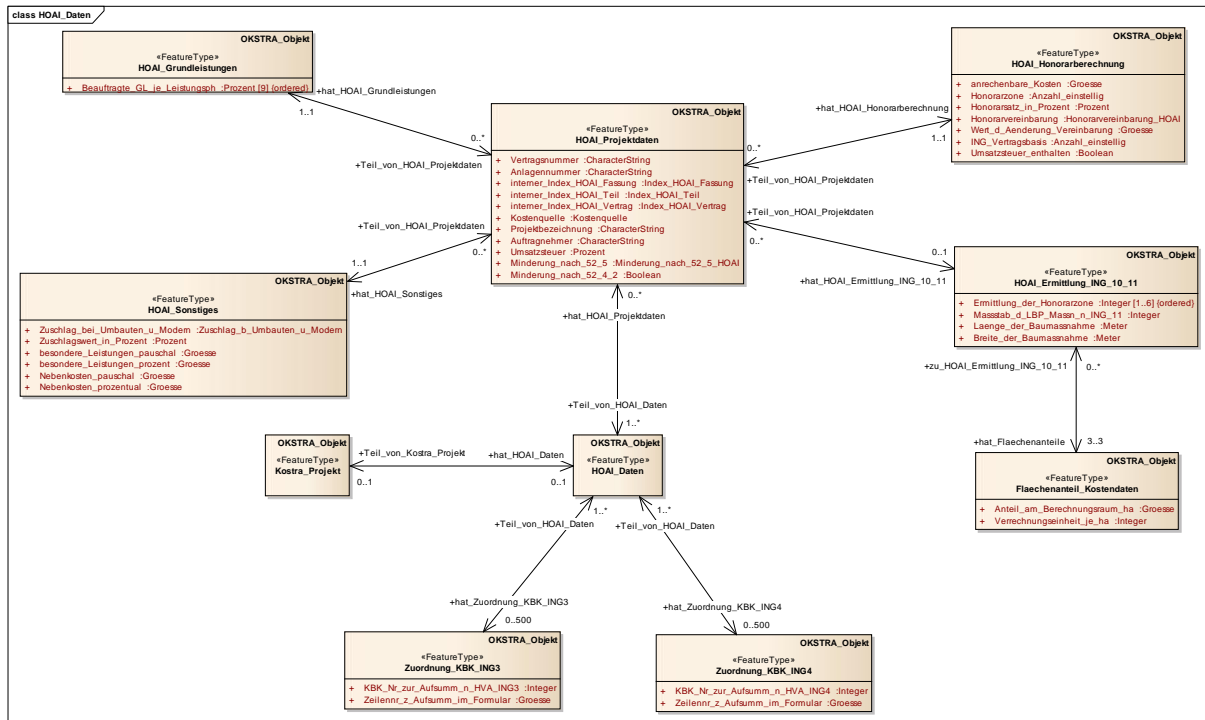 class HOAI_Daten
OKSTRA_Objekt
«FeatureType»
HOAI_Grundleistungen
+ Beauftragte_GL_je_Leistungsph :Prozent [9] {ordered}
+hat_HOAI_Grundleistungen
1..1
0..*
+Teil_von_HOAI_Projektdaten
OKSTRA_Objekt
«FeatureType»
HOAI_Projektdaten
+ Vertragsnummer :CharacterString
+ Anlagennummer :CharacterString
+ interner_Index_HOAI_Fassung :Index_HOAI_Fassung
+ interner_Index_HOAI_Teil :Index_HOAI_Teil
+ interner_Index_HOAI_Vertrag :Index_HOAI_Vertrag
+ Kostenquelle :Kostenquelle
+ Projektbezeichnung :CharacterString
+ Auftragnehmer :CharacterString
+ Umsatzsteuer :Prozent
+ Minderung_nach_52_5 :Minderung_nach_52_5_HOAI
+ Minderung_nach_52_4_2 :Boolean
OKSTRA_Objekt
«FeatureType»
HOAI_Honorarberechnung
+ anrechenbare_Kosten :Groesse
+ Honorarzone :Anzahl_einstellig
+ Honorarsatz_in_Prozent :Prozent
+ Honorarvereinbarung :Honorarvereinbarung_HOAI
+ Wert_d_Aenderung_Vereinbarung :Groesse
+ ING_Vertragsbasis :Anzahl_einstellig
+ Umsatzsteuer_enthalten :Boolean
+hat_HOAI_Honorarberechnung
1..1
0..*
+Teil_von_HOAI_Projektdaten
+Teil_von_HOAI_Projektdaten
0..*
0..1
+hat_HOAI_Ermittlung_ING_10_11
+Teil_von_HOAI_Projektdaten
0..*
1..1
+hat_HOAI_Sonstiges
OKSTRA_Objekt
«FeatureType»
HOAI_Sonstiges
+ Zuschlag_bei_Umbauten_u_Modern :Zuschlag_b_Umbauten_u_Modern
+ Zuschlagswert_in_Prozent :Prozent
+ besondere_Leistungen_pauschal :Groesse
+ besondere_Leistungen_prozent :Groesse
+ Nebenkosten_pauschal :Groesse
+ Nebenkosten_prozentual :Groesse
OKSTRA_Objekt
«FeatureType»
HOAI_Ermittlung_ING_10_11
+ Ermittlung_der_Honorarzone :Integer [1..6] {ordered}
+ Massstab_d_LBP_Massn_n_ING_11 :Integer
+ Laenge_der_Baumassnahme :Meter
+ Breite_der_Baumassnahme :Meter
+zu_HOAI_Ermittlung_ING_10_11
0..*
+hat_Flaechenanteile
3..3
OKSTRA_Objekt
«FeatureType»
Flaechenanteil_Kostendaten
+ Anteil_am_Berechnungsraum_ha :Groesse
+ Verrechnungseinheit_je_ha :Integer
0..*
+hat_HOAI_Projektdaten
+Teil_von_HOAI_Daten
1..*
OKSTRA_Objekt
«FeatureType»
Kostra_Projekt
+Teil_von_Kostra_Projekt
0..1
+hat_HOAI_Daten
0..1
OKSTRA_Objekt
«FeatureType»
HOAI_Daten
1..*
+Teil_von_HOAI_Daten
1..*
+Teil_von_HOAI_Daten
+hat_Zuordnung_KBK_ING3
0..500
+hat_Zuordnung_KBK_ING4
0..500
OKSTRA_Objekt
«FeatureType»
Zuordnung_KBK_ING3
+ KBK_Nr_zur_Aufsumm_n_HVA_ING3 :Integer
+ Zeilennr_z_Aufsumm_im_Formular :Groesse
OKSTRA_Objekt
«FeatureType»
Zuordnung_KBK_ING4
+ KBK_Nr_zur_Aufsumm_n_HVA_ING4 :Integer
+ Zeilennr_z_Aufsumm_im_Formular :Groesse